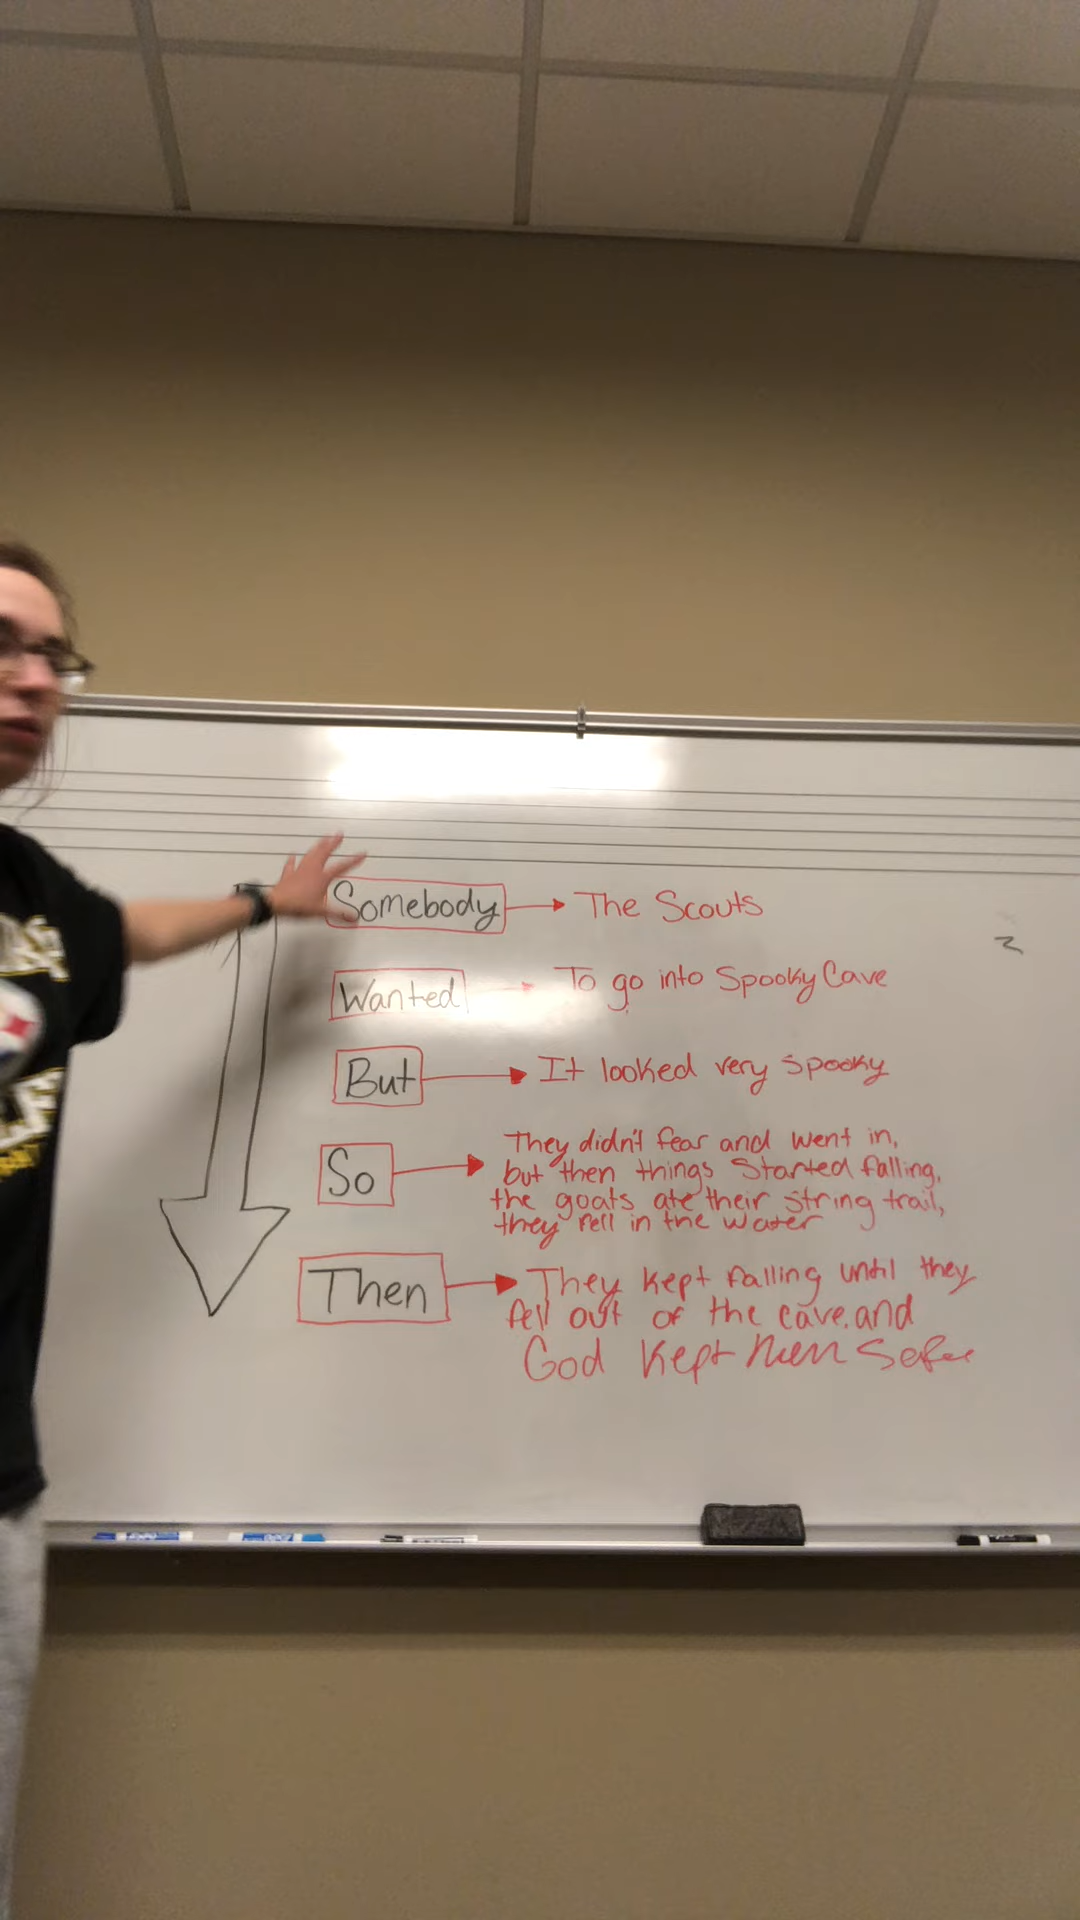 Somebody → The Scouts
Wanted → To go into Spooky Cave
But → It looked very spooky
So → They didn't fear and went in,
but then things started falling,
the goats ate their string trail,
they fell in the water
Then → They kept falling until they
fell out of the cave. and
God kept them safe